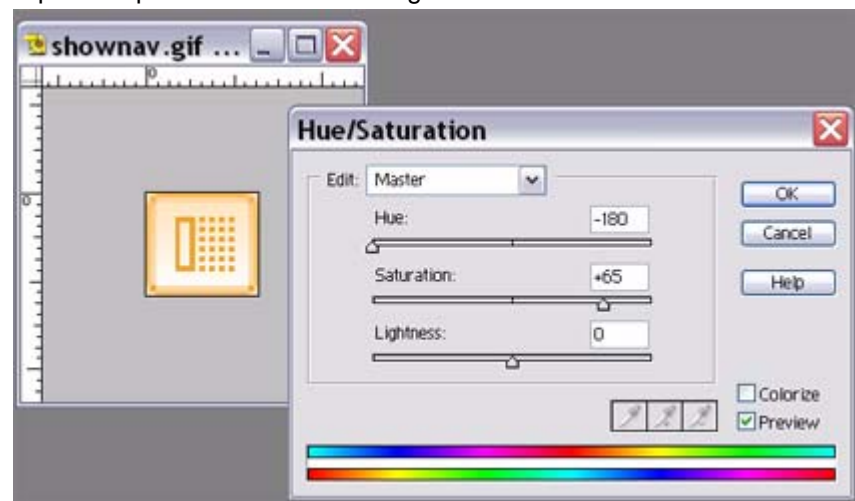 shownav.gif ...
0
0
Hue/Saturation
Edit: Master
Hue: -180
Saturation: +65
Lightness: 0
OK
Cancel
Help
Colorize
Preview